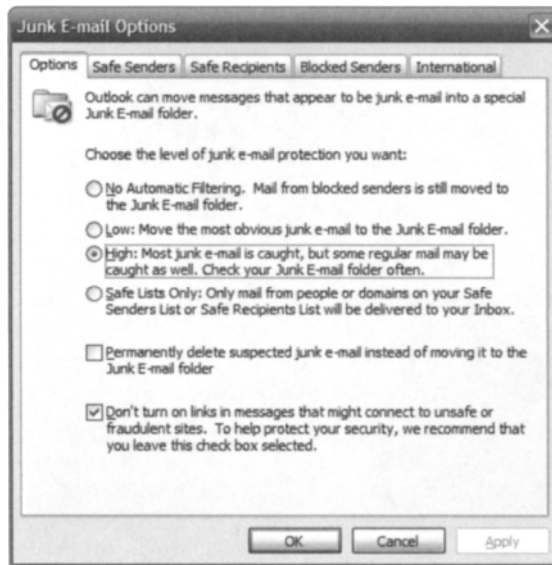 Junk E-mail Options
Options Safe Senders Safe Recipients Blocked Senders International
Outlook can move messages that appear to be junk e-mail into a special
Junk E-mail folder.
Choose the level of junk e-mail protection you want:
No Automatic Filtering. Mail from blocked senders is still moved to
the Junk E-mail folder.
Low: Move the most obvious junk e-mail to the Junk E-mail folder.
High: Most junk e-mail is caught, but some regular mail may be
caught as well. Check your Junk E-mail folder often.
Safe Lists Only: Only mail from people or domains on your Safe
Senders List or Safe Recipients List will be delivered to your Inbox.
Permanently delete suspected junk e-mail instead of moving it to the
Junk E-mail folder
Don't turn on links in messages that might connect to unsafe or
fraudulent sites. To help protect your security, we recommend that
you leave this check box selected.
OK Cancel Apply